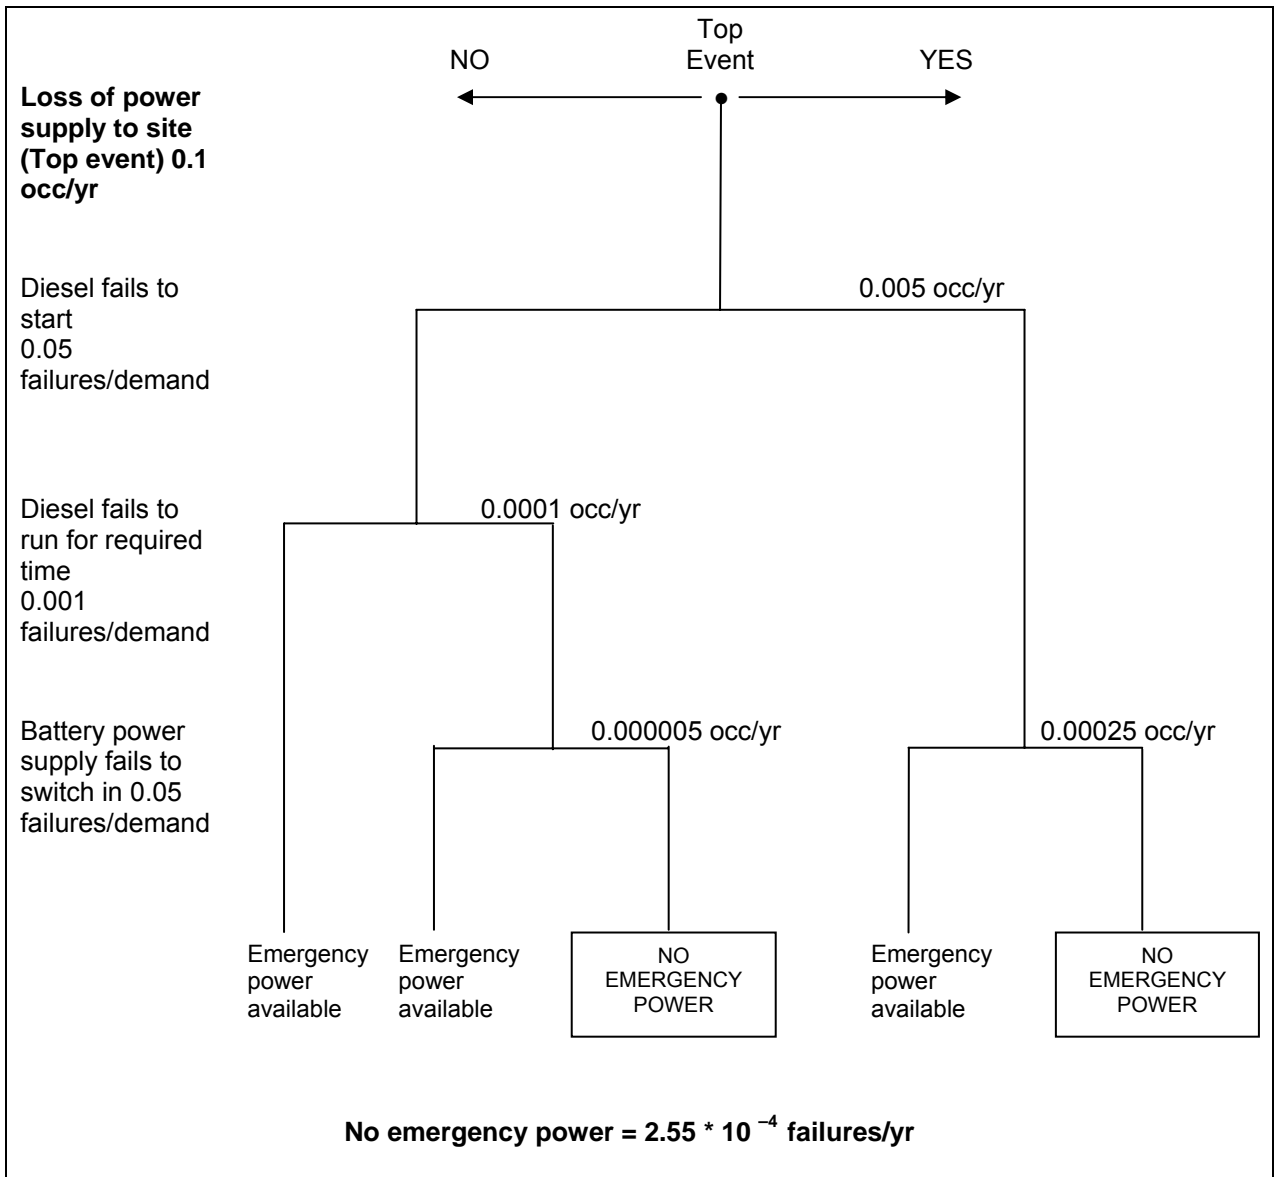 Top
Event
NO
YES
Loss of power
supply to site
(Top event) 0.1
occ/yr
Diesel fails to
start
0.05
failures/demand
0.005 occ/yr
Diesel fails to
run for required
time
0.001
failures/demand
0.0001 occ/yr
Battery power
supply fails to
switch in 0.05
failures/demand
0.000005 occ/yr
0.00025 occ/yr
Emergency
power
available
Emergency
power
available
NO
EMERGENCY
POWER
Emergency
power
available
NO
EMERGENCY
POWER
No emergency power = 2.55 * 10 ⁻⁴ failures/yr